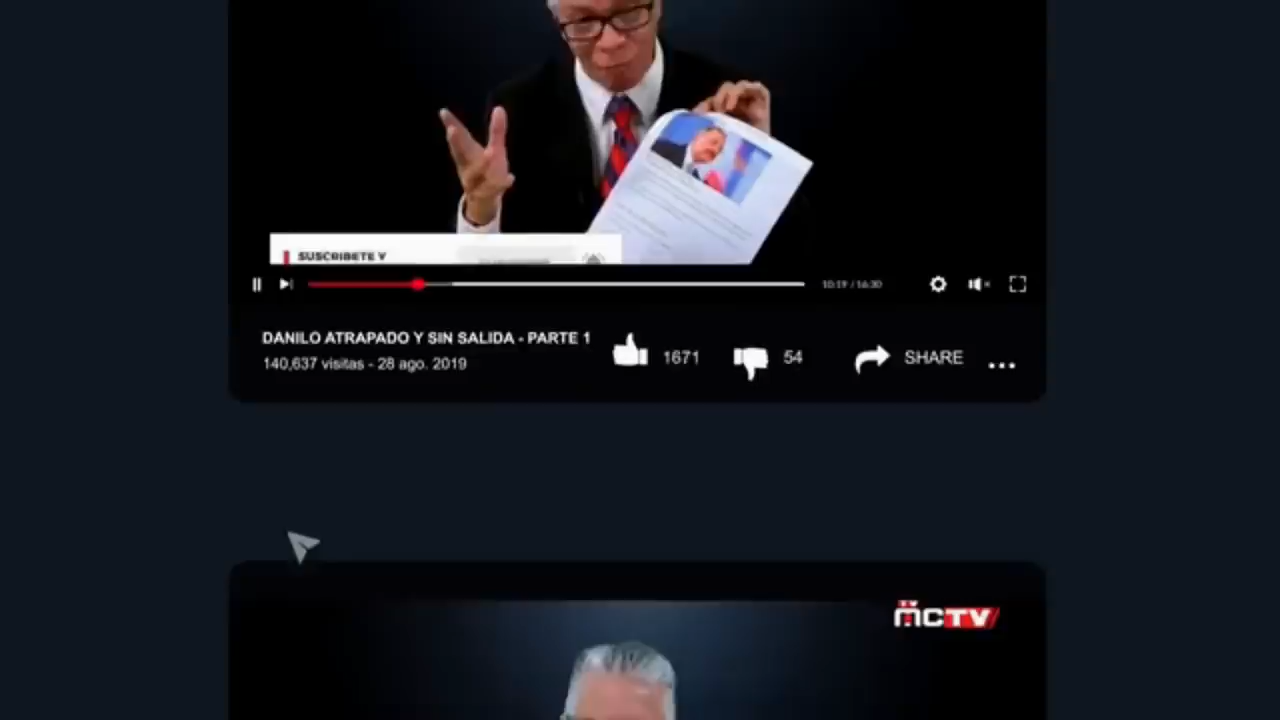 SUSCRIBETE Y
10:19 / 16:30
DANILO ATRAPADO Y SIN SALIDA - PARTE 1
140,637 visitas - 28 ago. 2019
1671
54
SHARE
MCTV